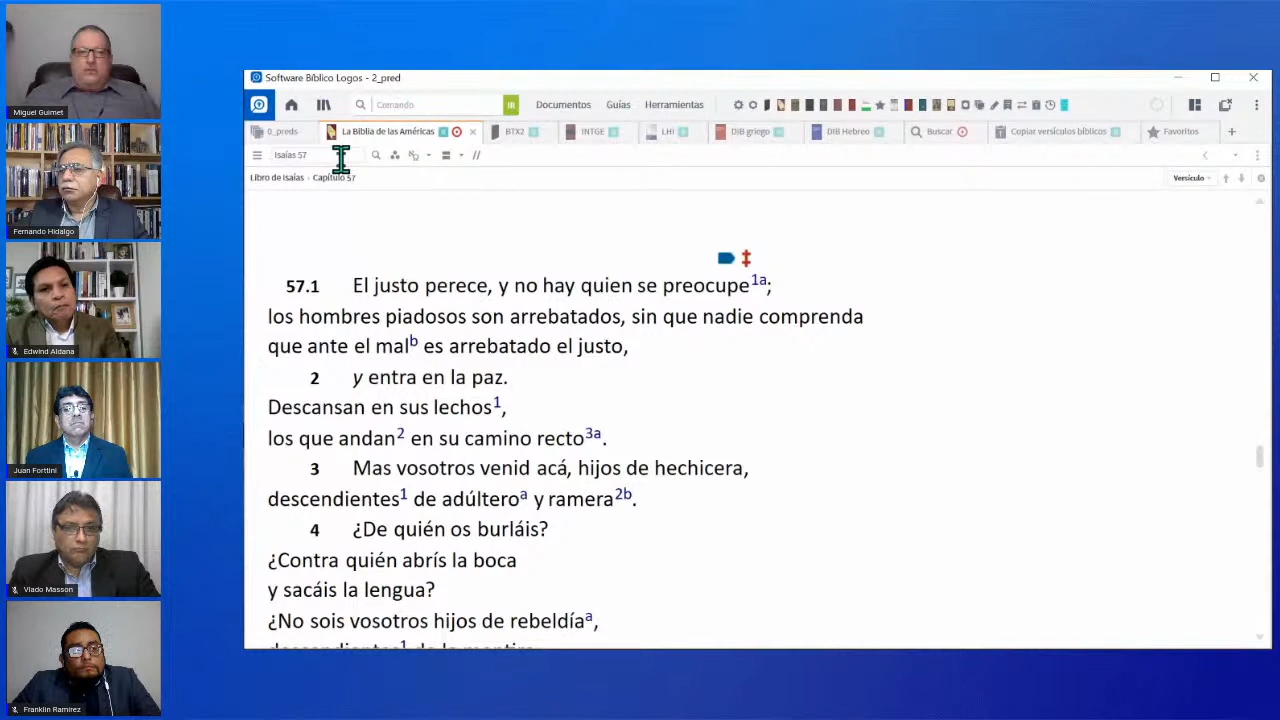 Miguel Guimet
Fernando Hidalgo
Edwind Aldana
Juan Forttini
Vlado Masson
Franklin Ramirez
Software Bíblico Logos - 2_pred
Comando
IR
Documentos
Guías
Herramientas
0_preds
La Biblia de las Américas
BTX2
INTGE
LHI
DIB griego
DIB Hebreo
Buscar
Copiar versículos bíblicos
Favoritos
Isaías 57
Libro de Isaías › Capítulo 57
Versículo
57.1 El justo perece, y no hay quien se preocupe1a;
los hombres piadosos son arrebatados, sin que nadie comprenda
que ante el malb es arrebatado el justo,
2 y entra en la paz.
Descansan en sus lechos1,
los que andan2 en su camino recto3a.
3 Mas vosotros venid acá, hijos de hechicera,
descendientes1 de adúlteroa y ramera2b.
4 ¿De quién os burláis?
¿Contra quién abrís la boca
y sacáis la lengua?
¿No sois vosotros hijos de rebeldíaa,
descendientes1 de la mentira